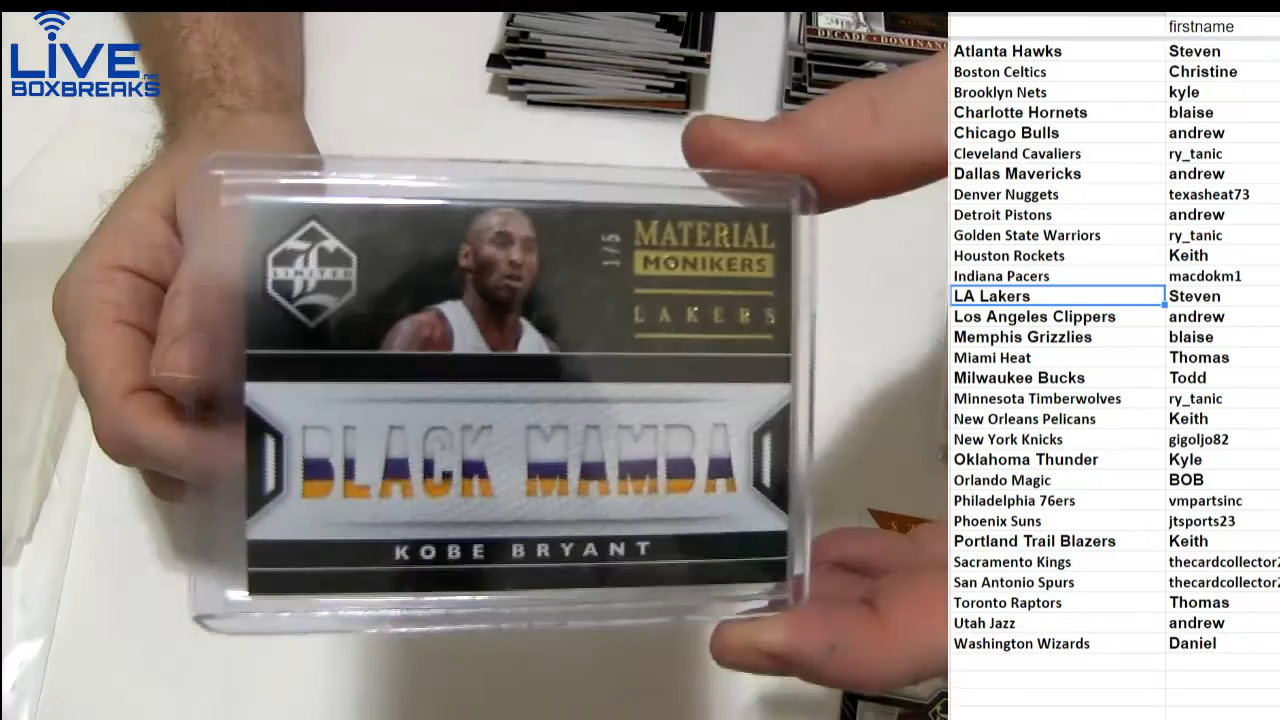 LiVE.net
BOXBREAKS
DECADE • DOMINANC
LIMITED
1/5
MATERIAL
MONIKERS
LAKERS
BLACK MAMBA
KOBE BRYANT
firstname
Atlanta Hawks Steven
Boston Celtics Christine
Brooklyn Nets kyle
Charlotte Hornets blaise
Chicago Bulls andrew
Cleveland Cavaliers ry_tanic
Dallas Mavericks andrew
Denver Nuggets texasheat73
Detroit Pistons andrew
Golden State Warriors ry_tanic
Houston Rockets Keith
Indiana Pacers macdokm1
LA Lakers Steven
Los Angeles Clippers andrew
Memphis Grizzlies blaise
Miami Heat Thomas
Milwaukee Bucks Todd
Minnesota Timberwolves ry_tanic
New Orleans Pelicans Keith
New York Knicks gigoljo82
Oklahoma Thunder Kyle
Orlando Magic BOB
Philadelphia 76ers vmpartsinc
Phoenix Suns jtsports23
Portland Trail Blazers Keith
Sacramento Kings thecardcollector2
San Antonio Spurs thecardcollector2
Toronto Raptors Thomas
Utah Jazz andrew
Washington Wizards Daniel